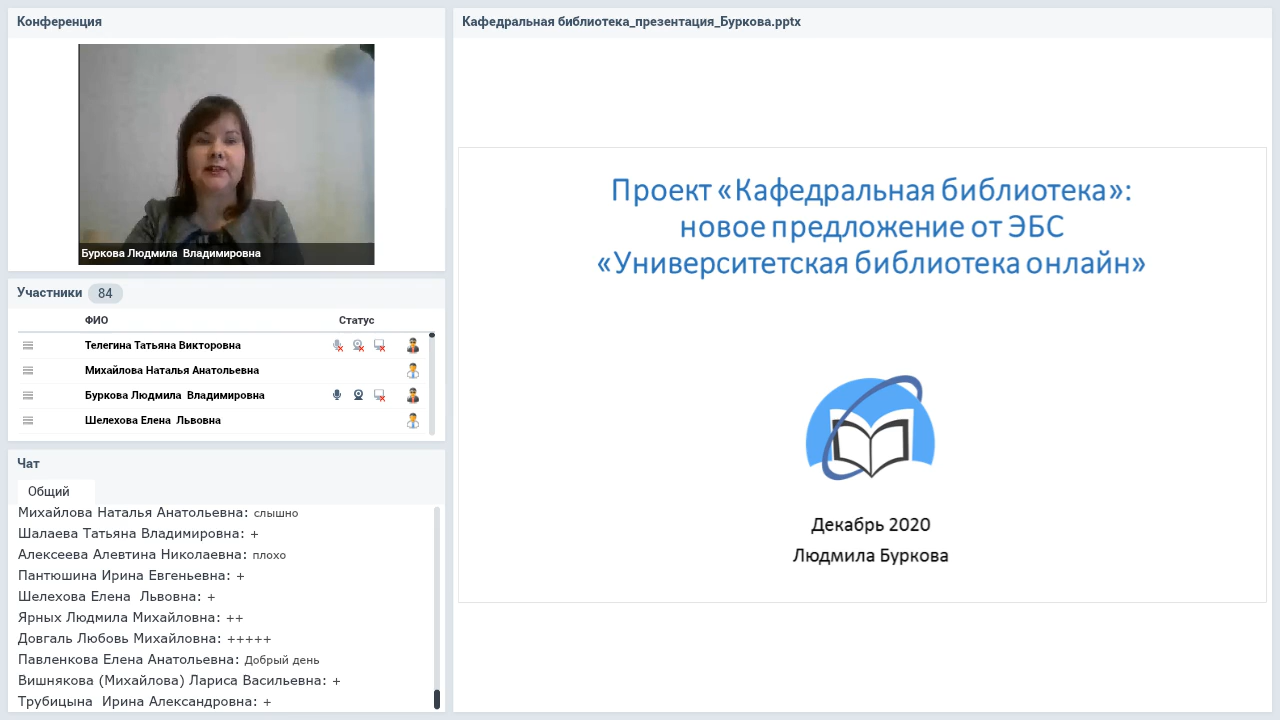 Конференция
Буркова Людмила  Владимировна
Участники 84
ФИО Статус
Телегина Татьяна Викторовна
Михайлова Наталья Анатольевна
Буркова Людмила  Владимировна
Шелехова Елена  Львовна
Чат
Общий
Михайлова Наталья Анатольевна: слышно
Шалаева Татьяна Владимировна: +
Алексеева Алевтина Николаевна: плохо
Пантюшина Ирина Евгеньевна: +
Шелехова Елена  Львовна: +
Ярных Людмила Михайловна: ++
Довгаль Любовь Михайловна: +++++
Павленкова Елена Анатольевна: Добрый день
Вишнякова (Михайлова) Лариса Васильевна: +
Трубицына  Ирина Александровна: +
Кафедральная библиотека_презентация_Буркова.pptx
Проект «Кафедральная библиотека»:
новое предложение от ЭБС
«Университетская библиотека онлайн»
Декабрь 2020
Людмила Буркова